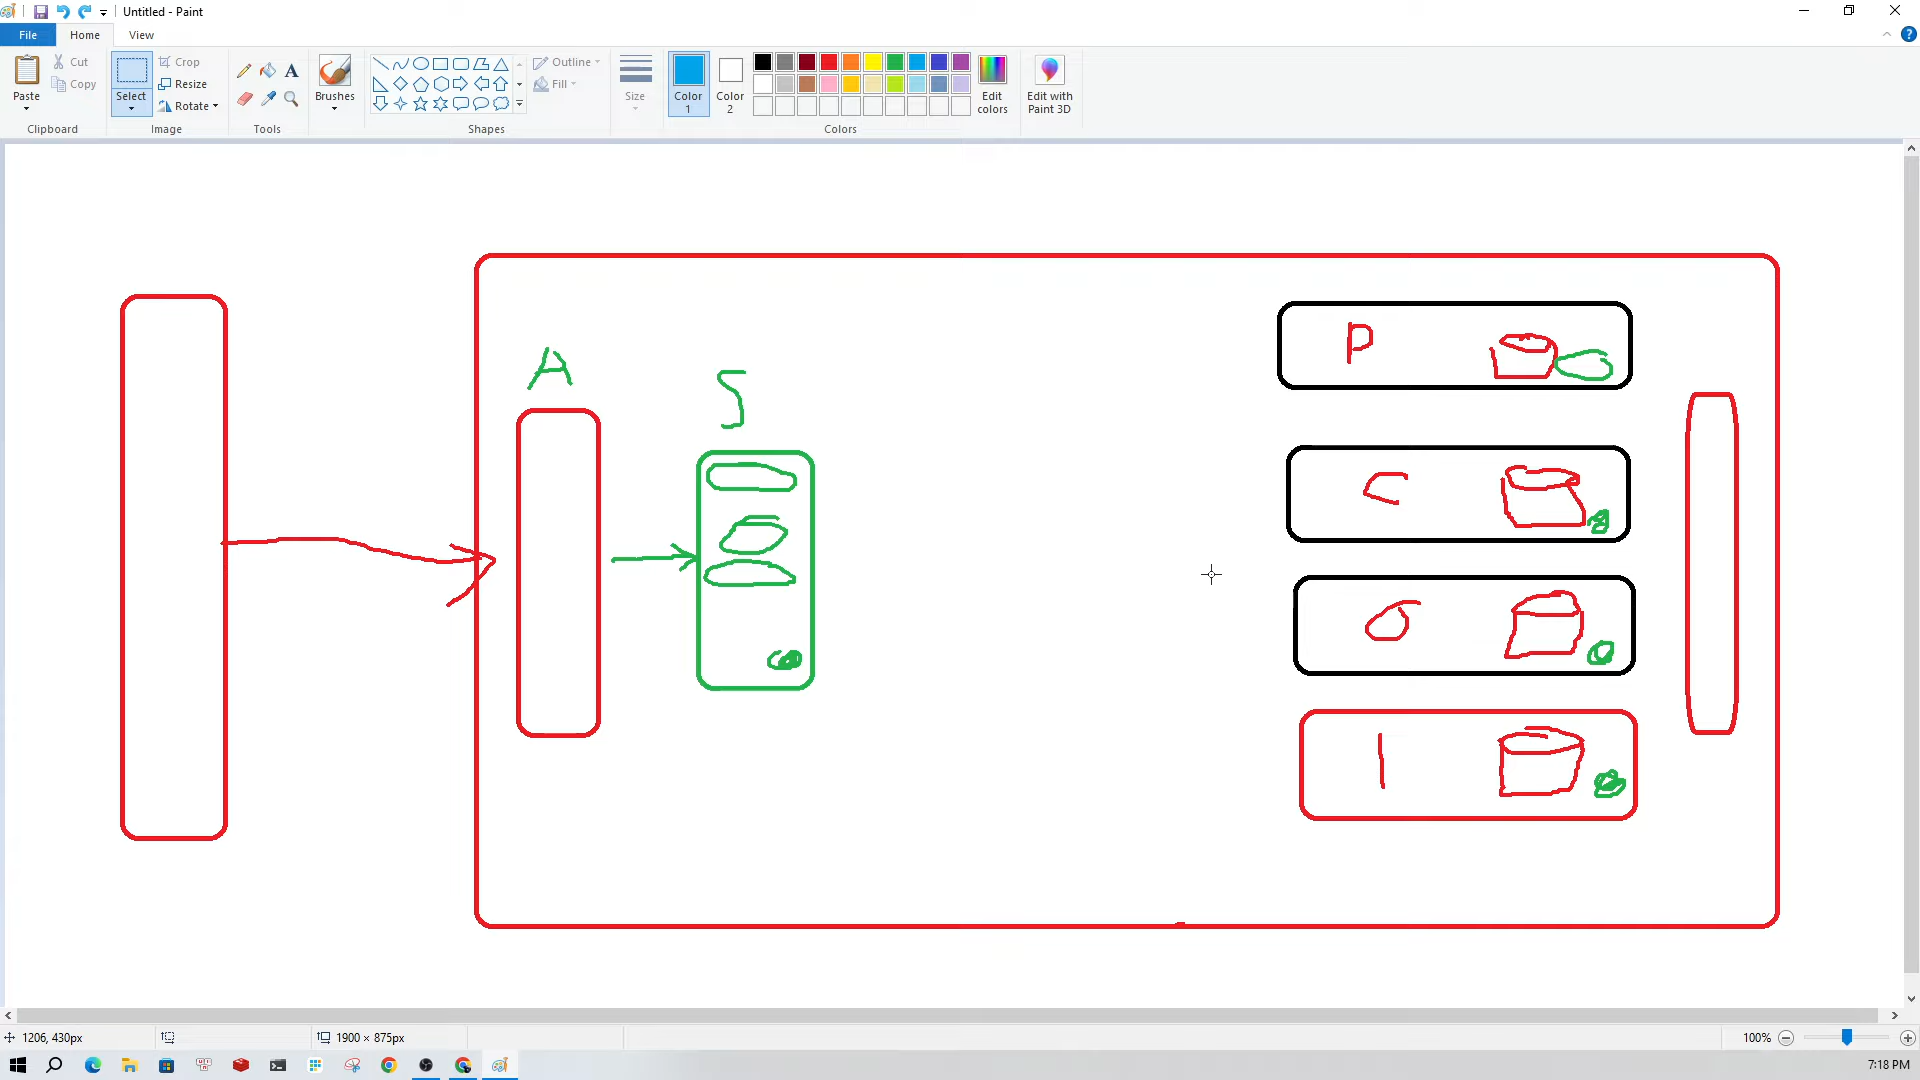 Untitled - Paint
File Home View
Paste
Cut
Copy
Clipboard
Select
Crop
Resize
Rotate
Image
Tools
Brushes
Shapes
Outline
Fill
Size
Color 1
Color 2
Colors
Edit colors
Edit with Paint 3D
A
S
P
C
O
I
1206, 430px
1900 × 875px
100%
7:18 PM